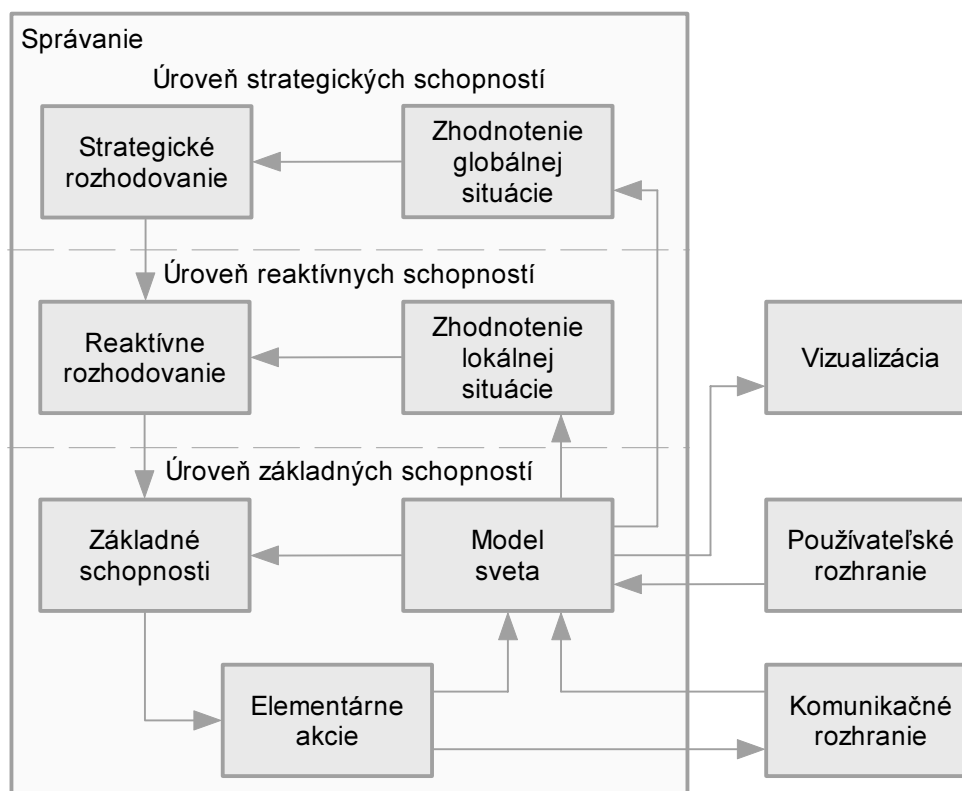 Správanie
Úroveň strategických schopností
Strategické
rozhodovanie
Zhodnotenie
globálnej
situácie
Úroveň reaktívnych schopností
Reaktívne
rozhodovanie
Zhodnotenie
lokálnej
situácie
Vizualizácia
Úroveň základných schopností
Základné
schopnosti
Model
sveta
Používateľské
rozhranie
Elementárne
akcie
Komunikačné
rozhranie